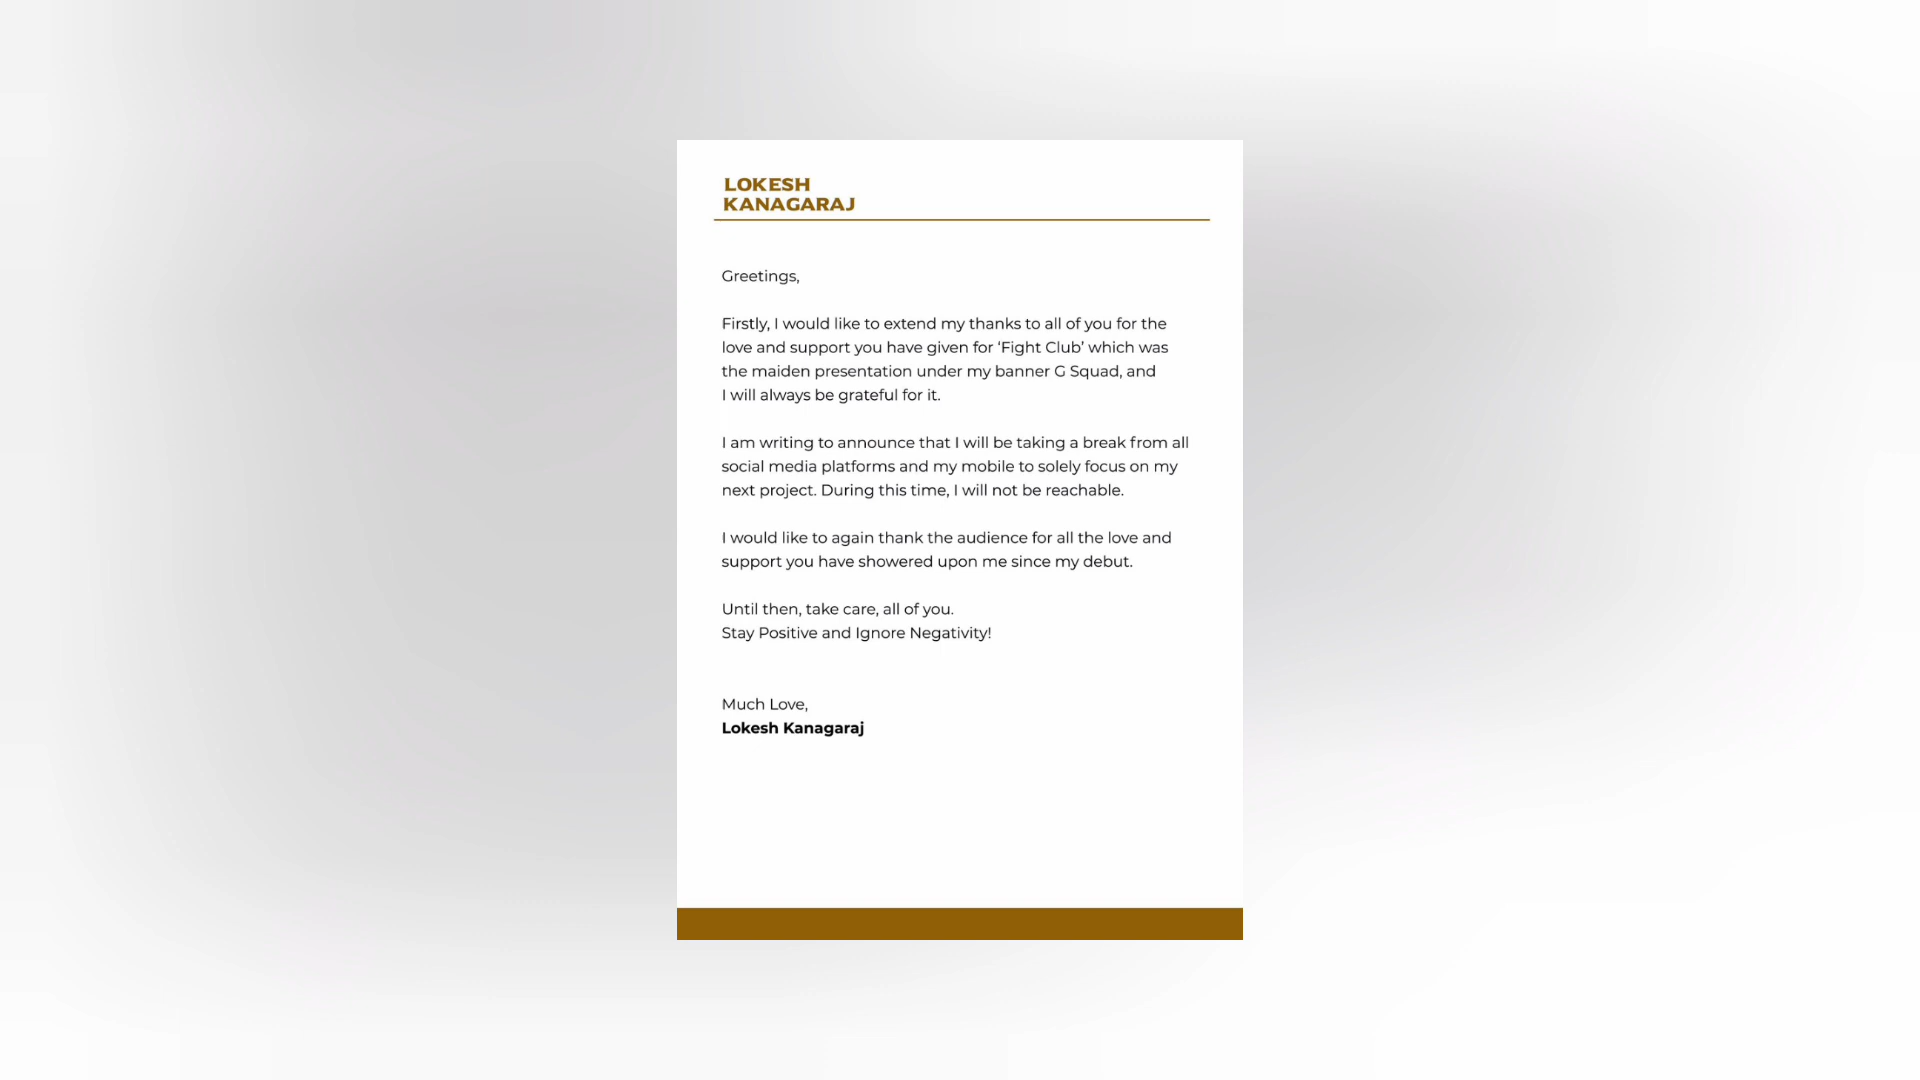 LOKESH
KANAGARAJ
Greetings,
Firstly, I would like to extend my thanks to all of you for the
love and support you have given for ‘Fight Club’ which was
the maiden presentation under my banner G Squad, and
I will always be grateful for it.
I am writing to announce that I will be taking a break from all
social media platforms and my mobile to solely focus on my
next project. During this time, I will not be reachable.
I would like to again thank the audience for all the love and
support you have showered upon me since my debut.
Until then, take care, all of you.
Stay Positive and Ignore Negativity!
Much Love,
Lokesh Kanagaraj